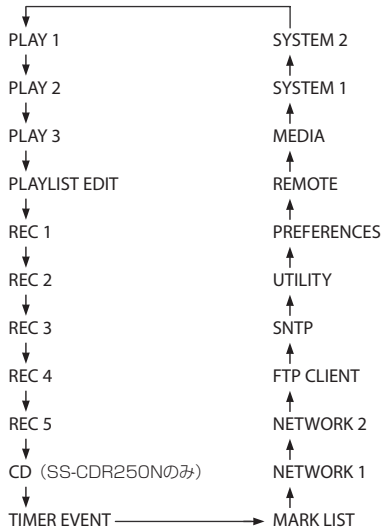 PLAY 1
PLAY 2
PLAY 3
PLAYLIST EDIT
REC 1
REC 2
REC 3
REC 4
REC 5
CD（SS-CDR250Nのみ）
TIMER EVENT
MARK LIST
NETWORK 1
NETWORK 2
FTP CLIENT
SNTP
UTILITY
PREFERENCES
REMOTE
MEDIA
SYSTEM 1
SYSTEM 2